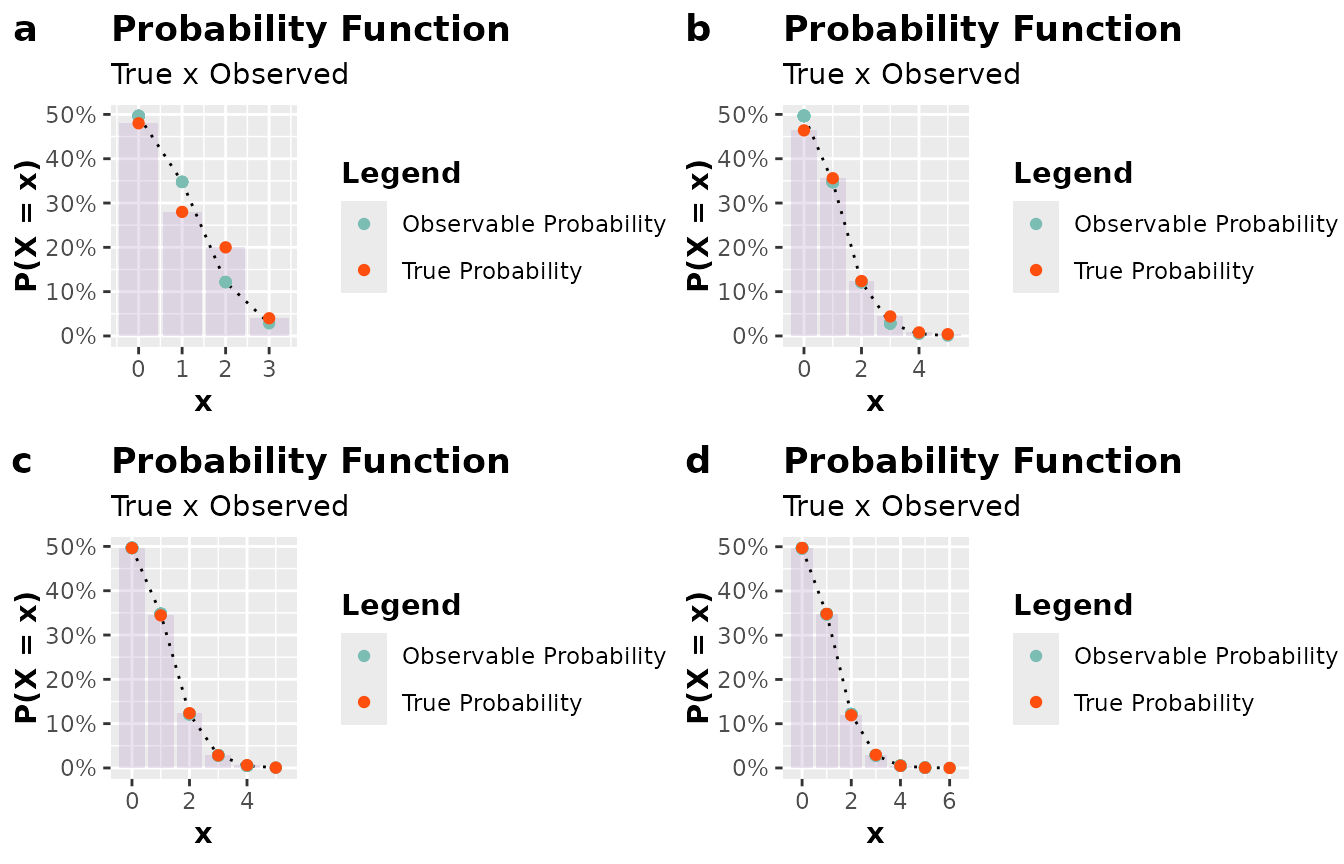 a
Probability Function
True x Observed
50%
40%
30%
20%
10%
0%
P(X = x)
0 1 2 3
x
Legend
Observable Probability
True Probability
b
Probability Function
True x Observed
50%
40%
30%
20%
10%
0%
P(X = x)
0 2 4
x
Legend
Observable Probability
True Probability
c
Probability Function
True x Observed
50%
40%
30%
20%
10%
0%
P(X = x)
0 2 4
x
Legend
Observable Probability
True Probability
d
Probability Function
True x Observed
50%
40%
30%
20%
10%
0%
P(X = x)
0 2 4 6
x
Legend
Observable Probability
True Probability